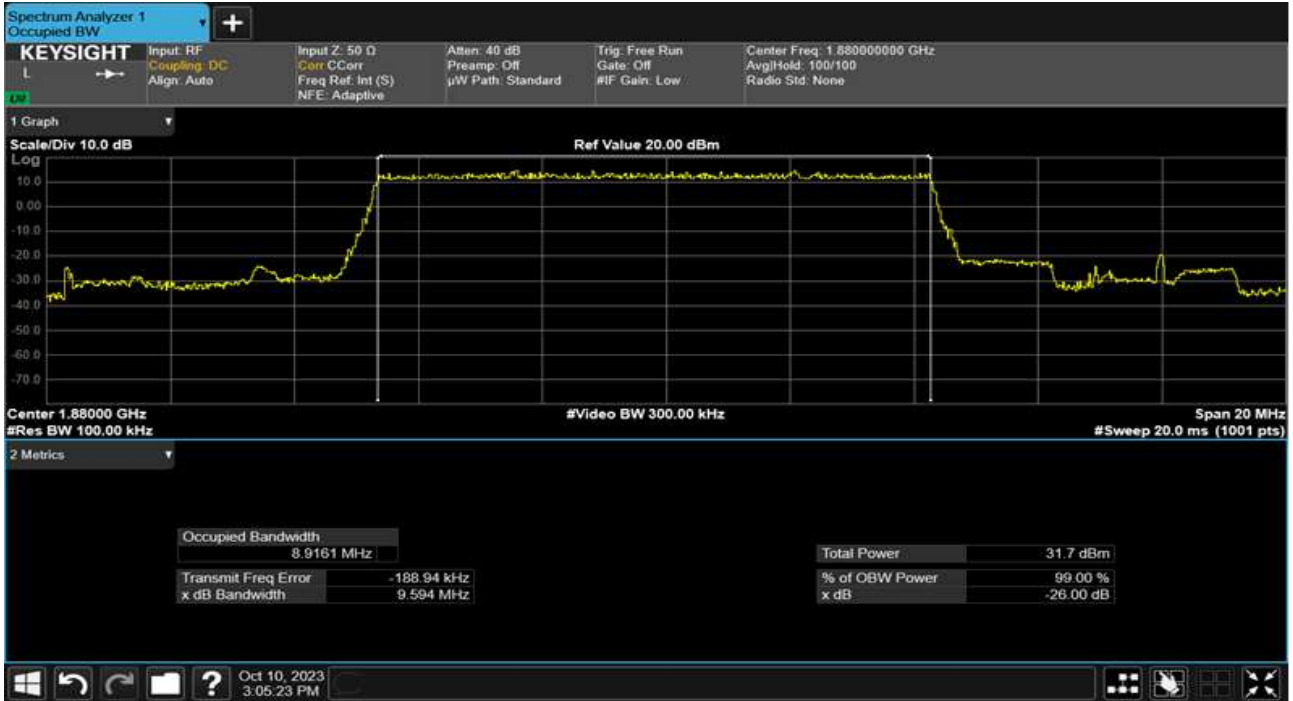 Spectrum Analyzer 1
Occupied BW
KEYSIGHT
L
Input: RF
Coupling: DC
Align: Auto
Input Z: 50 Ω
Corr CCorr
Freq Ref: Int (S)
NFE: Adaptive
Atten: 40 dB
Preamp: Off
µW Path: Standard
Trig: Free Run
Gate: Off
#IF Gain: Low
Center Freq: 1.880000000 GHz
Avg|Hold: 100/100
Radio Std: None
1 Graph
Scale/Div 10.0 dB
Ref Value 20.00 dBm
Log
10.0
0.00
-10.0
-20.0
-30.0
-40.0
-50.0
-60.0
-70.0
Center 1.88000 GHz
#Video BW 300.00 kHz
Span 20 MHz
#Res BW 100.00 kHz
#Sweep 20.0 ms (1001 pts)
2 Metrics
Occupied Bandwidth
8.9161 MHz
Total Power 31.7 dBm
Transmit Freq Error -188.94 kHz
% of OBW Power 99.00 %
x dB Bandwidth 9.594 MHz
x dB -26.00 dB
?
Oct 10, 2023
3:05:23 PM